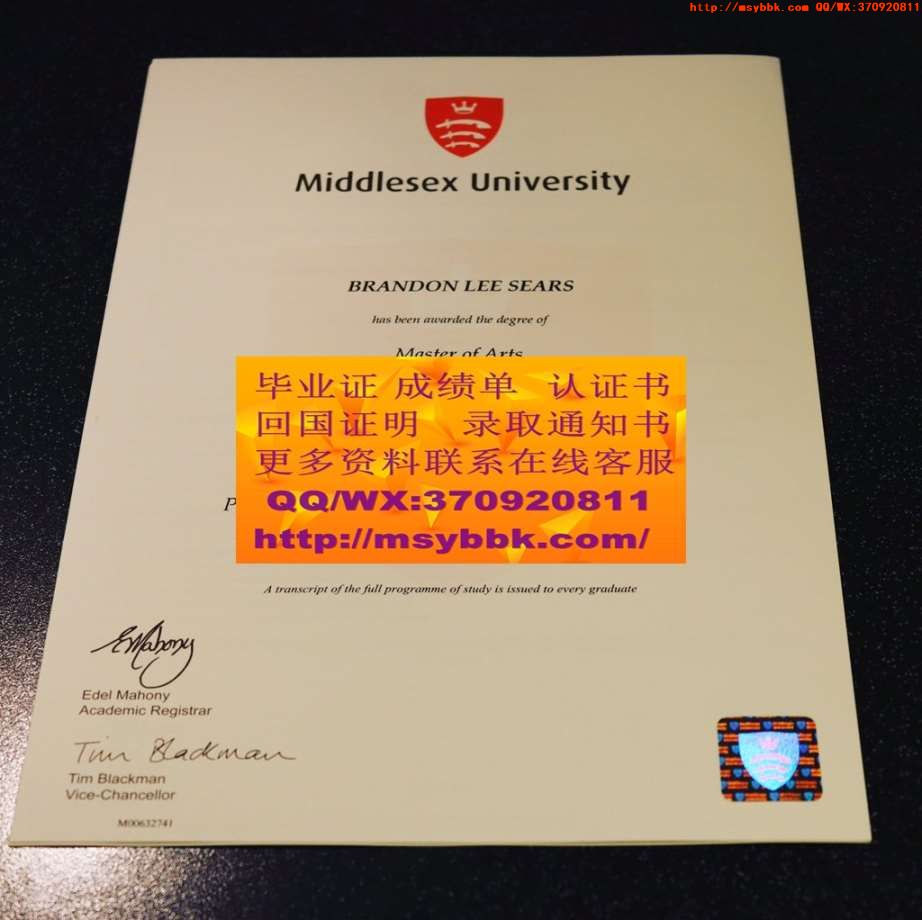 http://msybbk.com QQ/WX:370920811
Middlesex University
BRANDON LEE SEARS
has been awarded the degree of
Master of Arts
毕业证 成绩单 认证书
回国证明 录取通知书
更多资料联系在线客服
P
QQ/WX:370920811
http://msybbk.com/
A transcript of the full programme of study is issued to every graduate
EMahony
Edel Mahony
Academic Registrar
Tim Blackman
Tim Blackman
Vice-Chancellor
M00632741